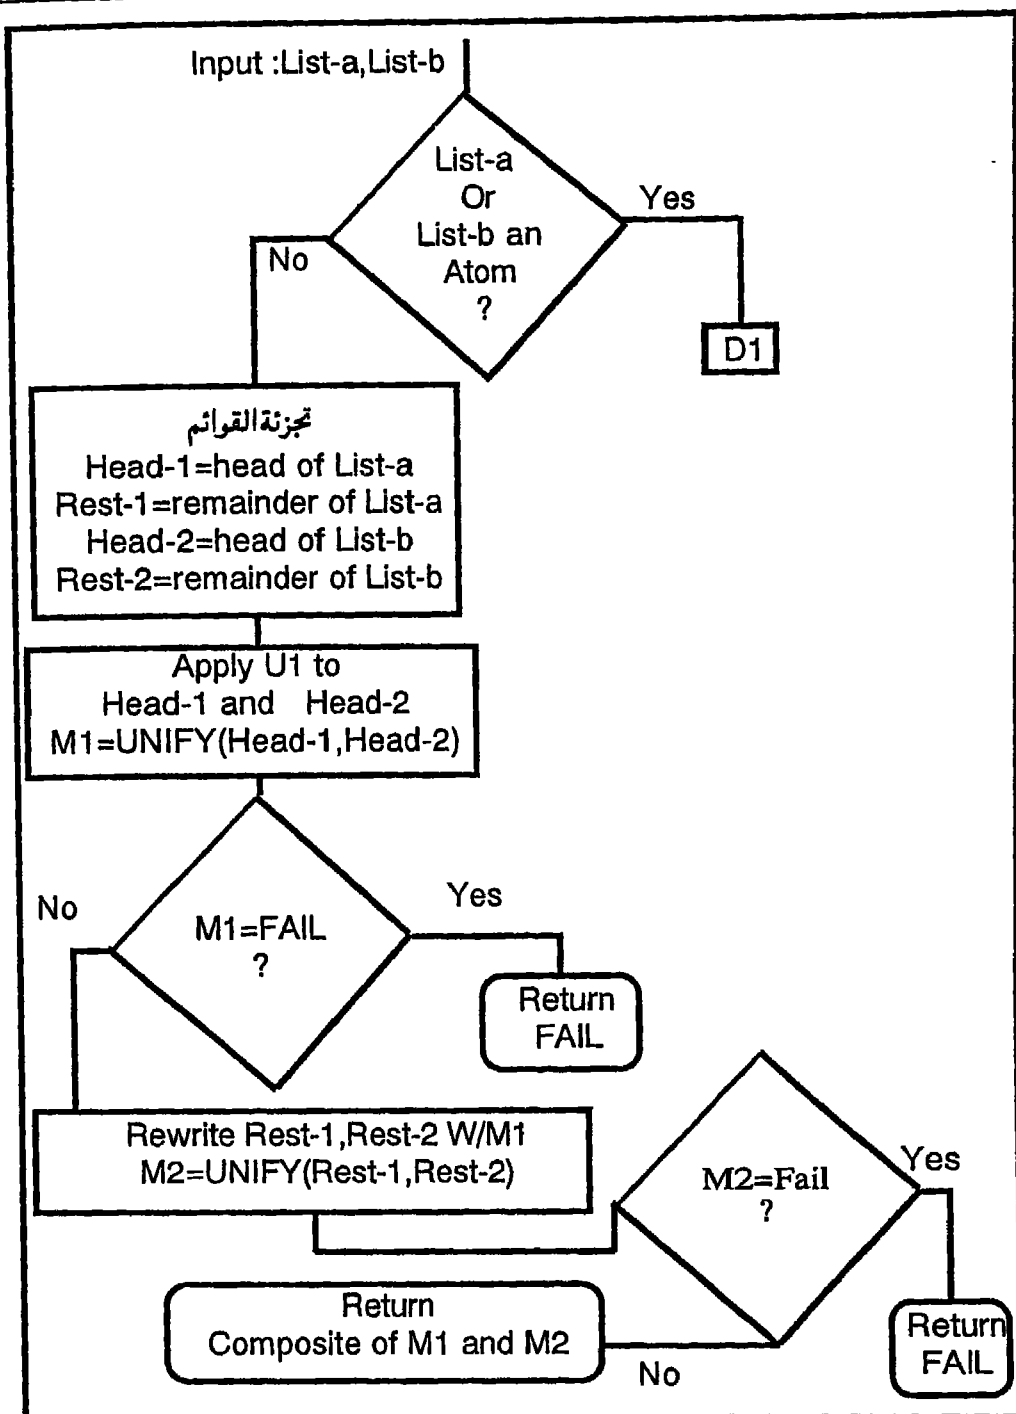 Input :List-a,List-b
List-a
Or
List-b an
Atom
?
Yes
No
D1
تجزئة القوائم
Head-1=head of List-a
Rest-1=remainder of List-a
Head-2=head of List-b
Rest-2=remainder of List-b
Apply U1 to
Head-1 and Head-2
M1=UNIFY(Head-1,Head-2)
No
Yes
M1=FAIL
?
Return
FAIL
Rewrite Rest-1,Rest-2 W/M1
M2=UNIFY(Rest-1,Rest-2)
M2=Fail
?
Yes
Return
Composite of M1 and M2
No
Return
FAIL